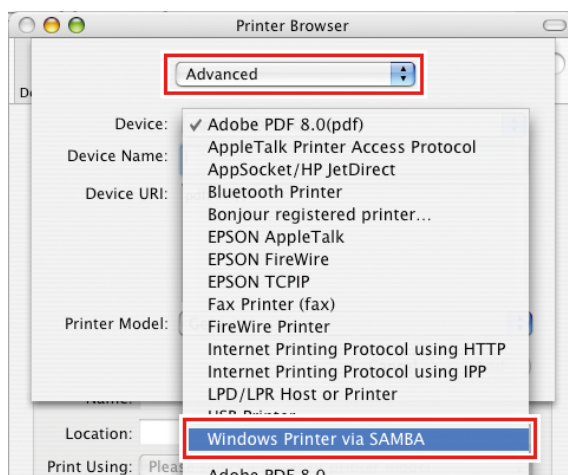 Printer Browser
Advanced
Device:
✓ Adobe PDF 8.0(pdf)
AppleTalk Printer Access Protocol
Device Name:
AppSocket/HP JetDirect
Device URI:
Bluetooth Printer
Bonjour registered printer...
EPSON AppleTalk
EPSON FireWire
EPSON TCPIP
Fax Printer (fax)
Printer Model:
FireWire Printer
Internet Printing Protocol using HTTP
Internet Printing Protocol using IPP
LPD/LPR Host or Printer
Name:
USB Printer
Location:
Windows Printer via SAMBA
Print Using:
Adobe PDF 8.0